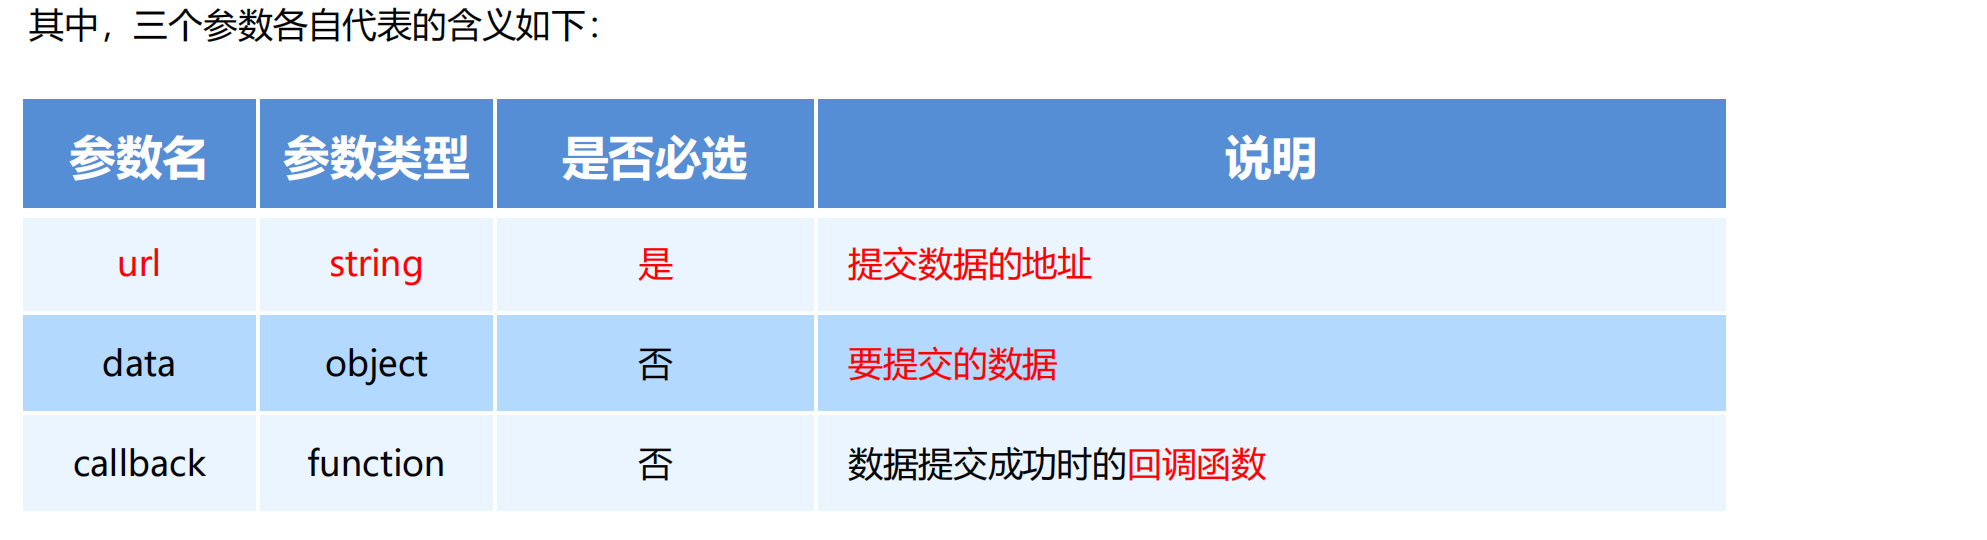 其中，三个参数各自代表的含义如下：
参数名 参数类型 是否必选 说明
url string 是 提交数据的地址
data object 否 要提交的数据
callback function 否 数据提交成功时的回调函数